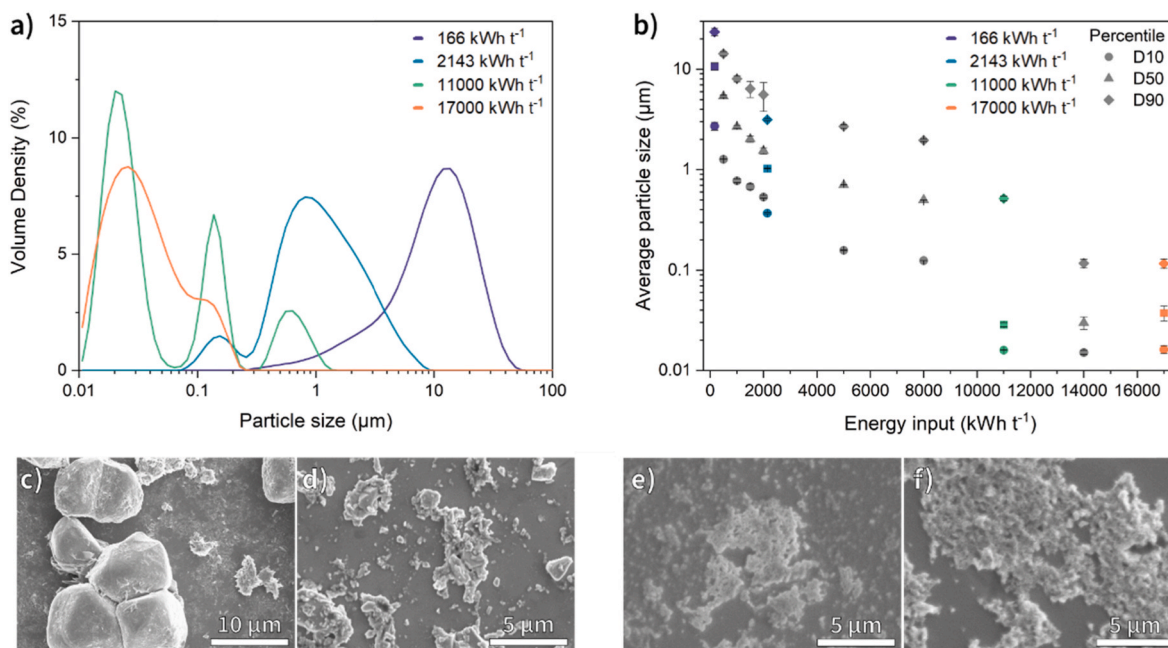 a)
15
10
5
0
Volume Density (%)
0.01 0.1 1 10 100
Particle size (µm)
166 kWh t⁻¹
2143 kWh t⁻¹
11000 kWh t⁻¹
17000 kWh t⁻¹
b)
10
1
0.1
0.01
Average particle size (µm)
0 2000 4000 6000 8000 10000 12000 14000 16000
Energy input (kWh t⁻¹)
166 kWh t⁻¹
2143 kWh t⁻¹
11000 kWh t⁻¹
17000 kWh t⁻¹
Percentile
D10
D50
D90
c)
10 µm
d)
5 µm
e)
5 µm
f)
5 µm